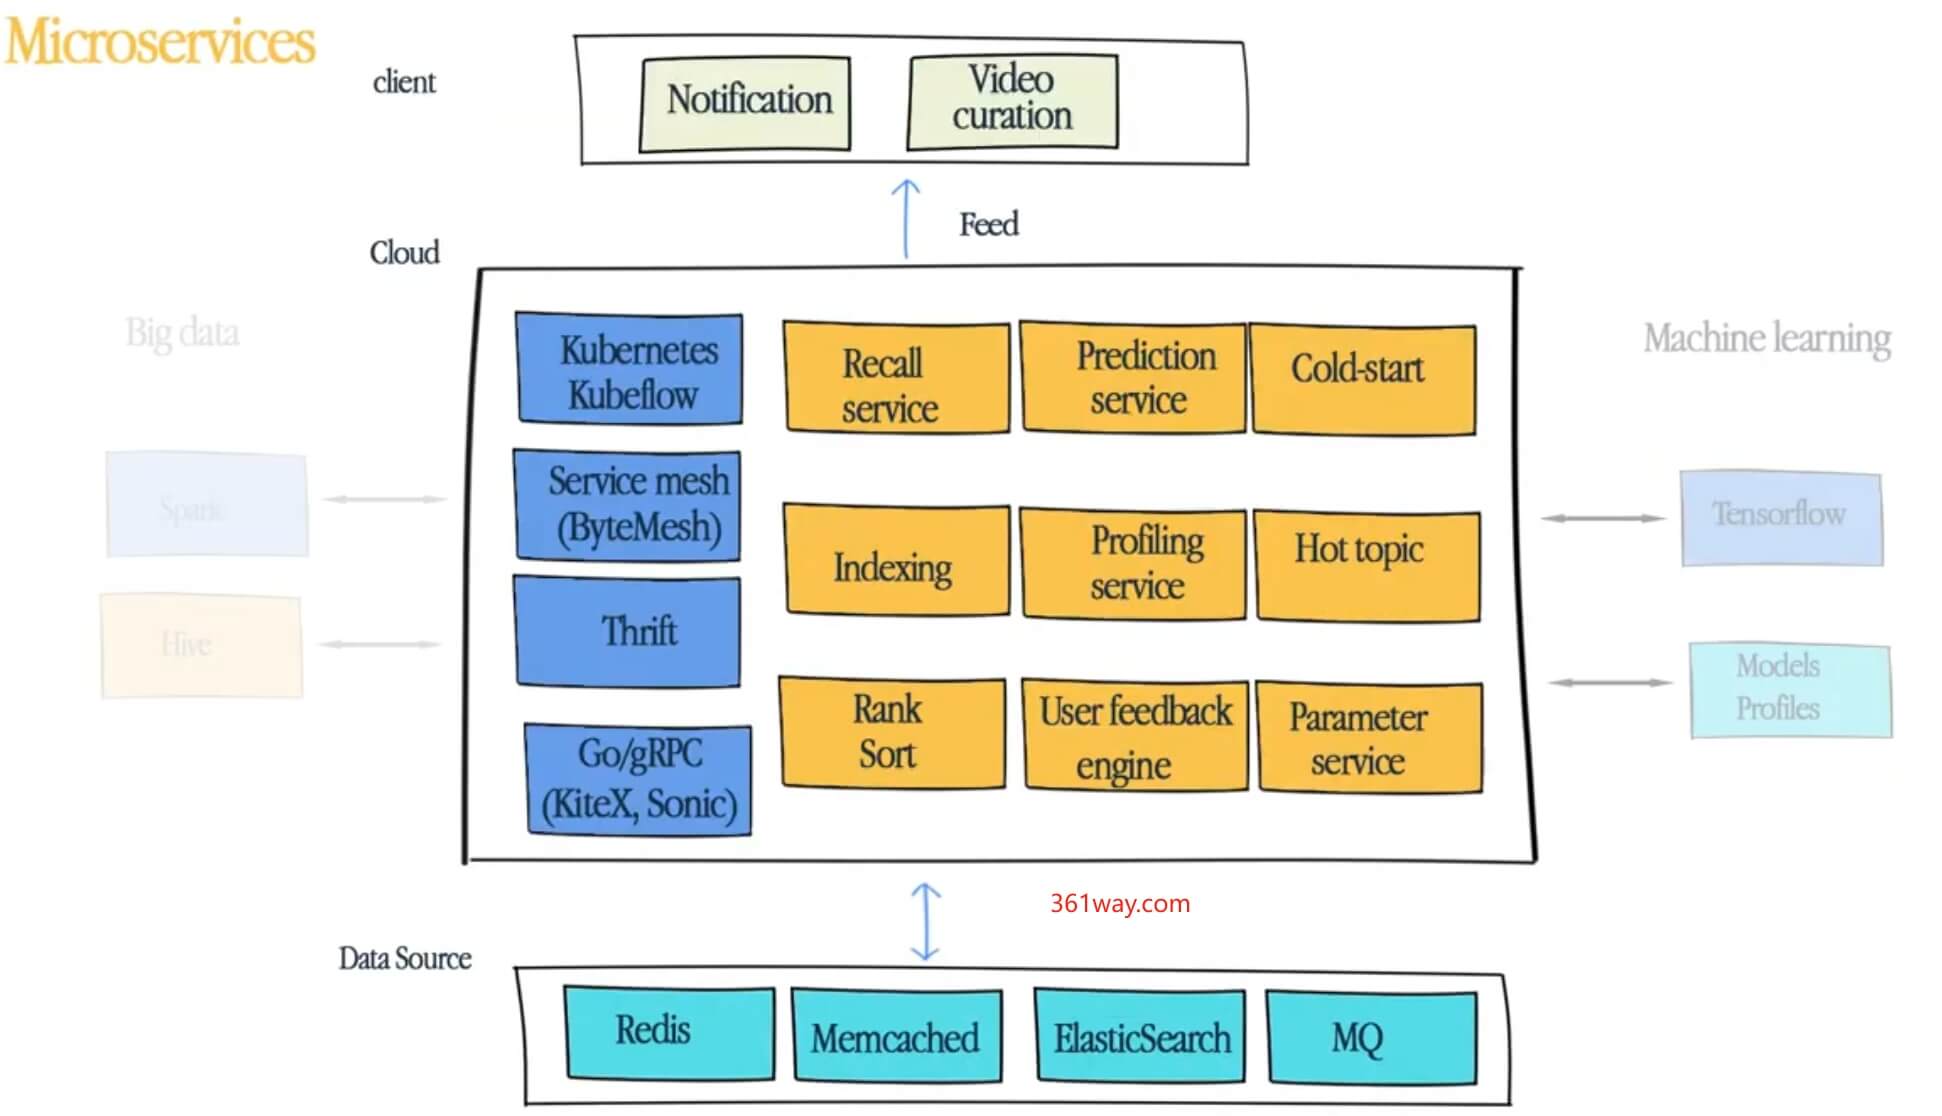 Microservices
client
Notification
Video
curation
Feed
Cloud
Big data
Machine learning
Kubernetes
Kubeflow
Recall
service
Prediction
service
Cold-start
Service mesh
(ByteMesh)
Spark
Tensorflow
Indexing
Profiling
service
Hot topic
Thrift
Hive
Models
Profiles
Rank
Sort
User feedback
engine
Parameter
service
Go/gRPC
(KiteX, Sonic)
361way.com
Data Source
Redis
Memcached
ElasticSearch
MQ